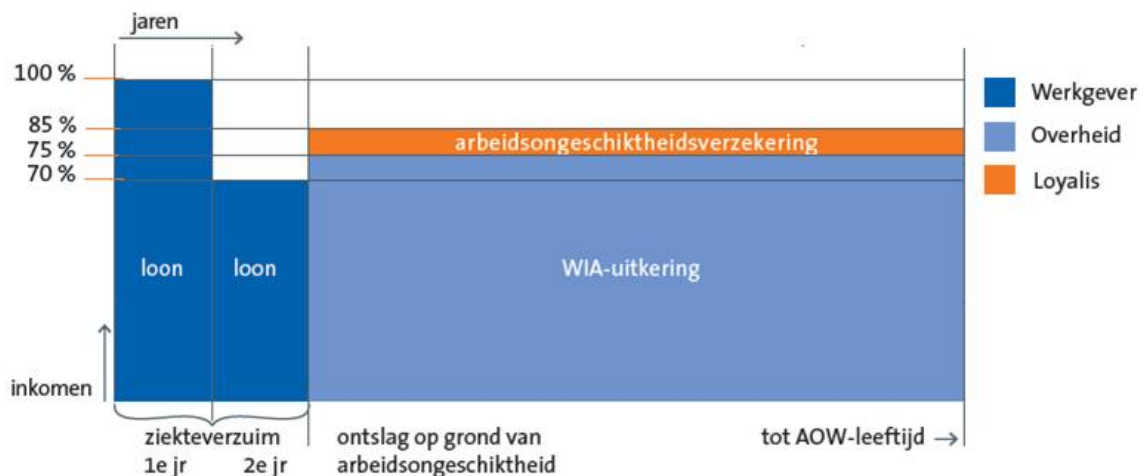 jaren
100 %
85 %
75 %
70 %
arbeidsongeschiktheidsverzekering
loon
loon
WIA-uitkering
inkomen
ziekteverzuim
1e jr
2e jr
ontslag op grond van
arbeidsongeschiktheid
tot AOW-leeftijd
Werkgever
Overheid
Loyalis